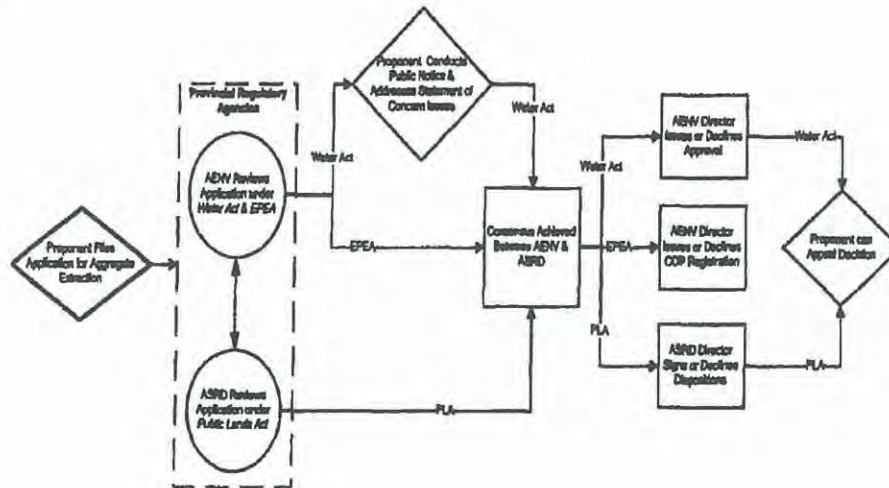 Proponent Files
Application for Aggregate
Extraction
Provincial Regulatory
Agencies
AENV Reviews
Application under
Water Act & EPEA
ASRD Reviews
Application under
Public Lands Act
Water Act
Proponent Conducts
Public Notice &
Addresses Statement of
Concern Issues
Water Act
EPEA
PLA
Consensus Achieved
Between AENV &
ASRD
Water Act
EPEA
PLA
AENV Director
Issues or Declines
Approval
AENV Director
Issues or Declines
COP Registration
ASRD Director
Signs or Declines
Dispositions
Water Act
PLA
Proponent can
Appeal Decision